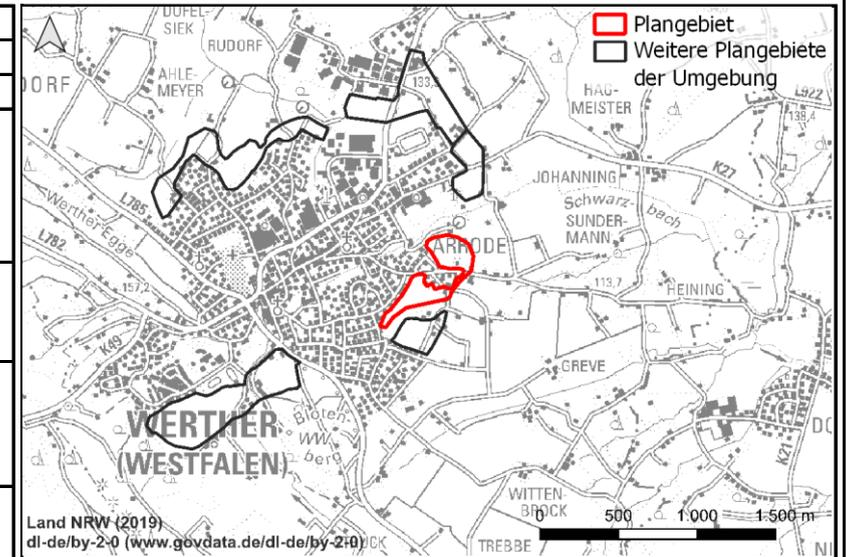 Plangebiet
Weitere Plangebiete
der Umgebung
DÜFEL-
SIEK
RUDORF
DORF
AHLE-
MEYER
133,
HAG-
MEISTER
L922
138,4
K27
JOHANNING
Schwarz-
bach
SUNDER-
MANN
L785
Werther-Egge
L782
ARRODE
157,2
113,7
HEINING
K49
GREVE
WERTHER
(WESTFALEN)
Bloten-
berg
K21
DO
WITTEN-
BROCK
TREBBE
0 500 1.000 1.500 m
Land NRW (2019)
dl-de/by-2-0 (www.govdata.de/dl-de/by-2-0)